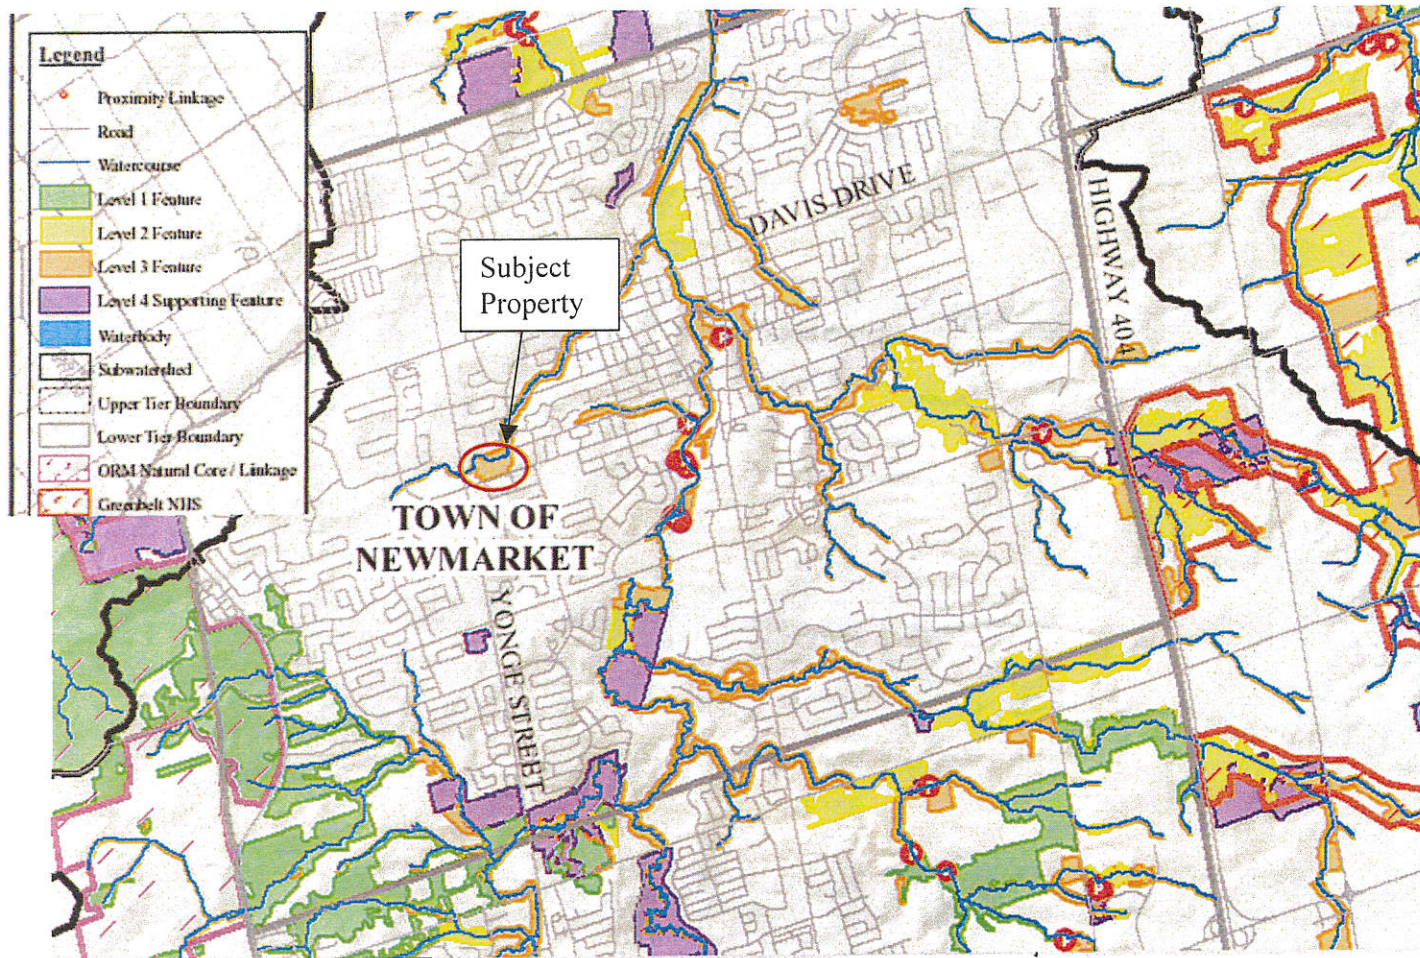 Legend
Proximity Linkage
Road
Watercourse
Level 1 Feature
Level 2 Feature
Level 3 Feature
Level 4 Supporting Feature
Waterbody
Subwatershed
Upper Tier Boundary
Lower Tier Boundary
ORM Natural Core / Linkage
Greenbelt NHS
Subject
Property
DAVIS DRIVE
HIGHWAY 404
TOWN OF
NEWMARKET
YONGE STREET